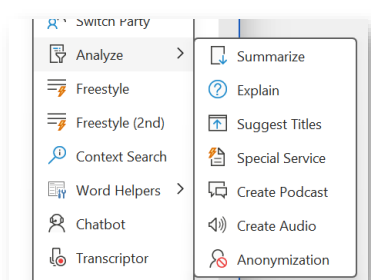 Switch Party
Analyze
Freestyle
Freestyle (2nd)
Context Search
Word Helpers
Chatbot
Transcriptor
Summarize
Explain
Suggest Titles
Special Service
Create Podcast
Create Audio
Anonymization